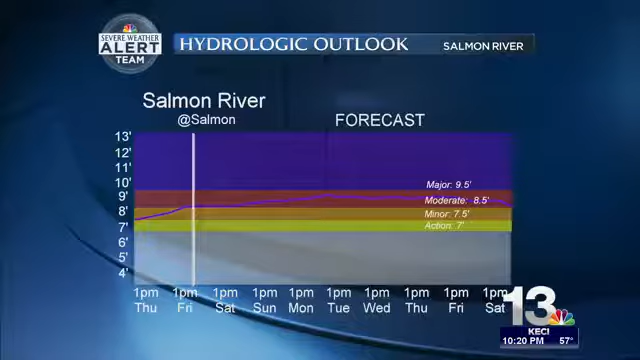 SEVERE WEATHER
ALERT
TEAM
HYDROLOGIC OUTLOOK
SALMON RIVER
Salmon River
@Salmon
FORECAST
13'
12'
11'
10'
9'
8'
7'
6'
5'
4'
Major: 9.5'
Moderate: 8.5'
Minor: 7.5'
Action: 7'
1pm 1pm 1pm 1pm 1pm 1pm 1pm 1pm 1pm 1pm
Thu Fri Sat Sun Mon Tue Wed Thu Fri Sat
13
KECI
10:20 PM 57°